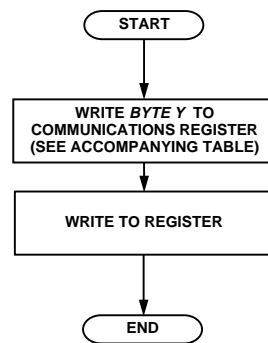 START
WRITE BYTE Y TO
COMMUNICATIONS REGISTER
(SEE ACCOMPANYING TABLE)
WRITE TO REGISTER
END